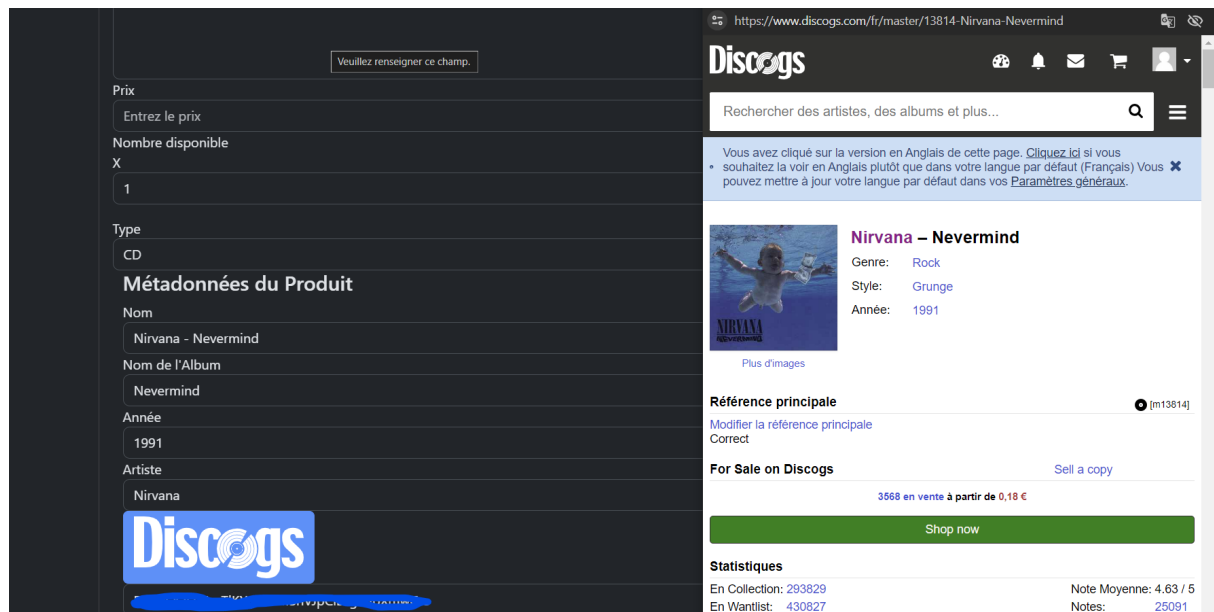 Veuillez renseigner ce champ.
Prix
Entrez le prix
Nombre disponible
X
1
Type
CD
Métadonnées du Produit
Nom
Nirvana - Nevermind
Nom de l'Album
Nevermind
Année
1991
Artiste
Nirvana
Discogs
https://www.discogs.com/fr/master/13814-Nirvana-Nevermind
Discogs
Rechercher des artistes, des albums et plus...
Vous avez cliqué sur la version en Anglais de cette page. Cliquez ici si vous
souhaitez la voir en Anglais plutôt que dans votre langue par défaut (Français) Vous
pouvez mettre à jour votre langue par défaut dans vos Paramètres généraux.
NIRVANA
NEVERMIND
Nirvana – Nevermind
Genre: Rock
Style: Grunge
Année: 1991
Plus d'images
Référence principale [m13814]
Modifier la référence principale
Correct
For Sale on Discogs Sell a copy
3568 en vente à partir de 0,18 €
Shop now
Statistiques
En Collection: 293829 Note Moyenne: 4.63 / 5
En Wantlist: 430827 Notes: 25091